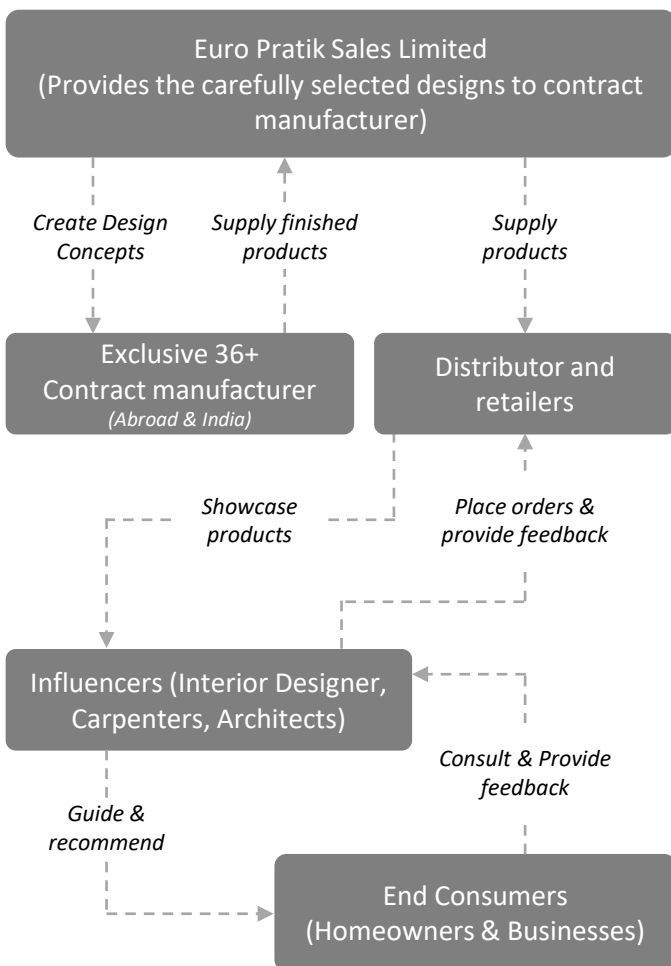 Euro Pratik Sales Limited
(Provides the carefully selected designs to contract
manufacturer)
Create Design
Concepts
Supply finished
products
Supply
products
Exclusive 36+
Contract manufacturer
(Abroad & India)
Distributor and
retailers
Showcase
products
Place orders &
provide feedback
Influencers (Interior Designer,
Carpenters, Architects)
Consult & Provide
feedback
Guide &
recommend
End Consumers
(Homeowners & Businesses)